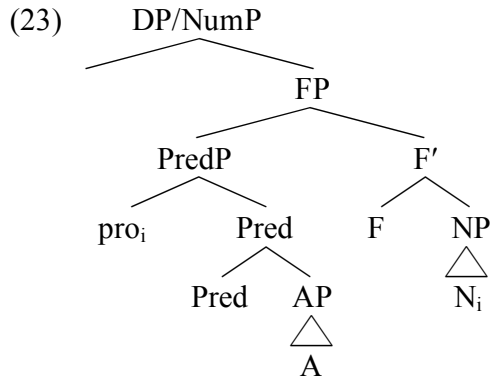 (23) DP/NumP
FP
PredP F′
proᵢ Pred F NP
Pred AP Nᵢ
A